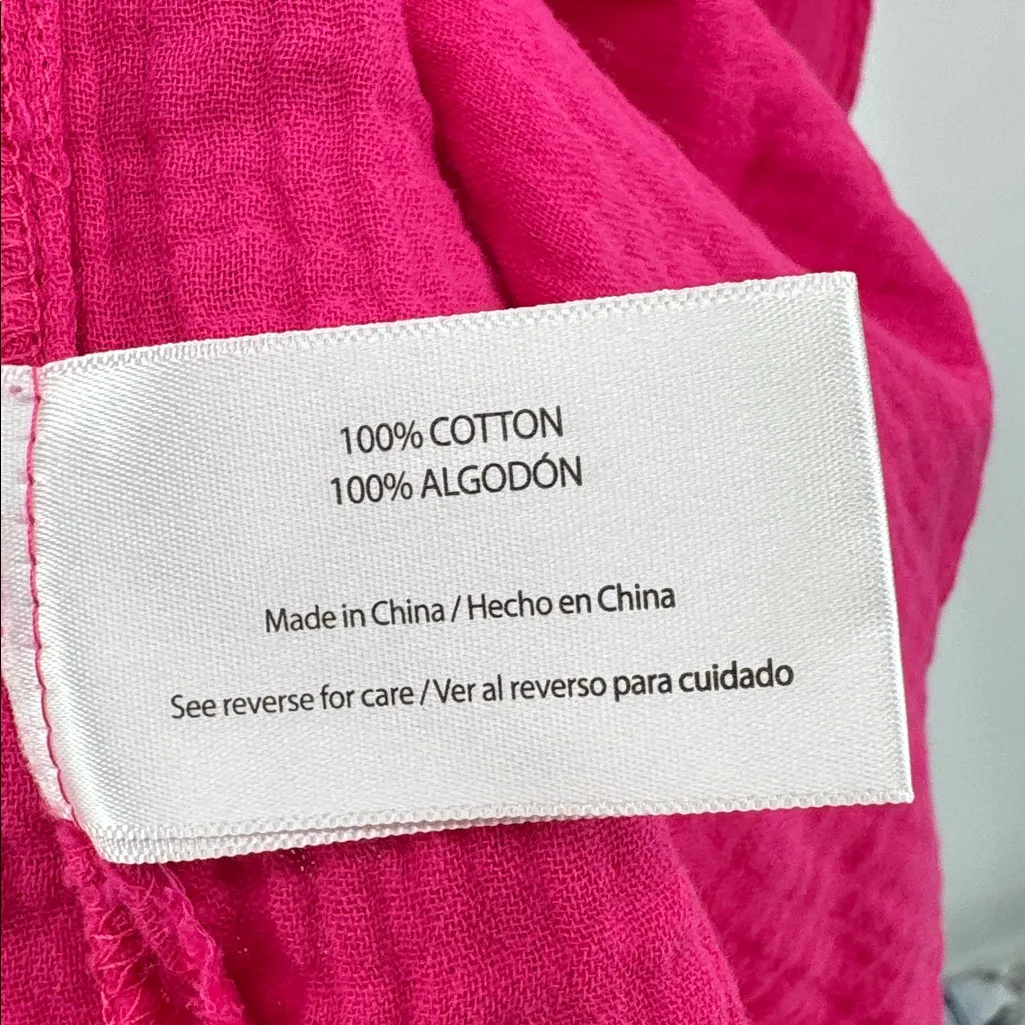 100% COTTON
100% ALGODÓN
Made in China / Hecho en China
See reverse for care / Ver al reverso para cuidado